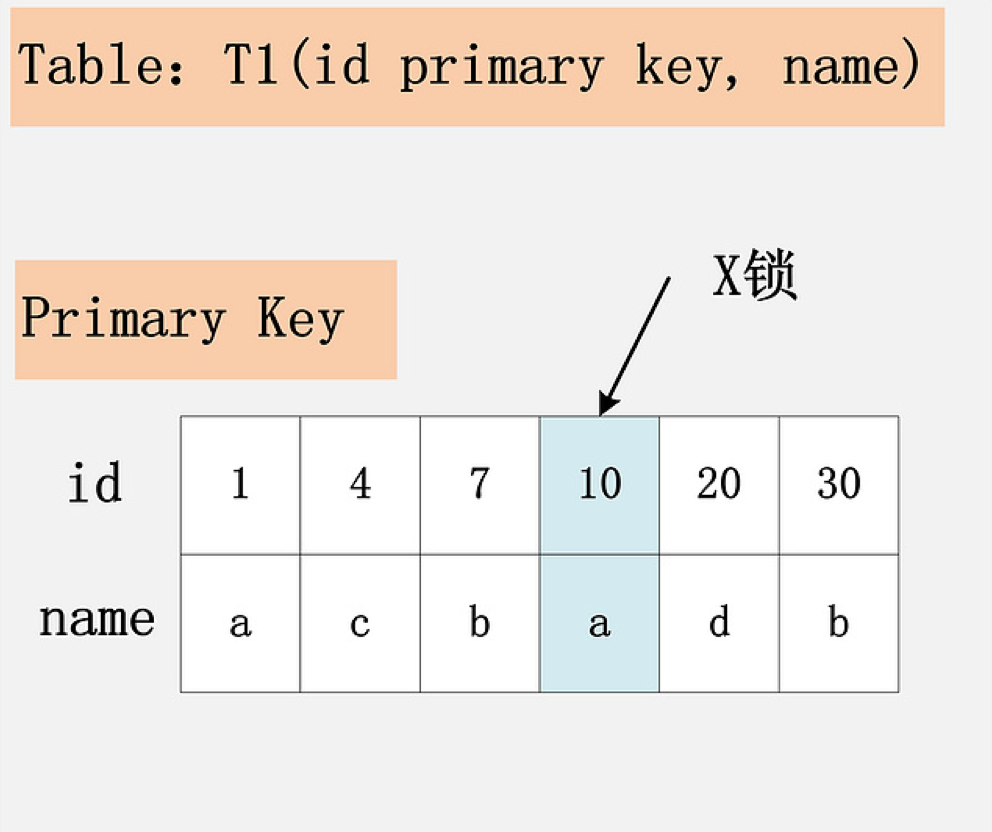 Table：T1(id primary key, name)
X锁
Primary Key
id 1 4 7 10 20 30
name a c b a d b